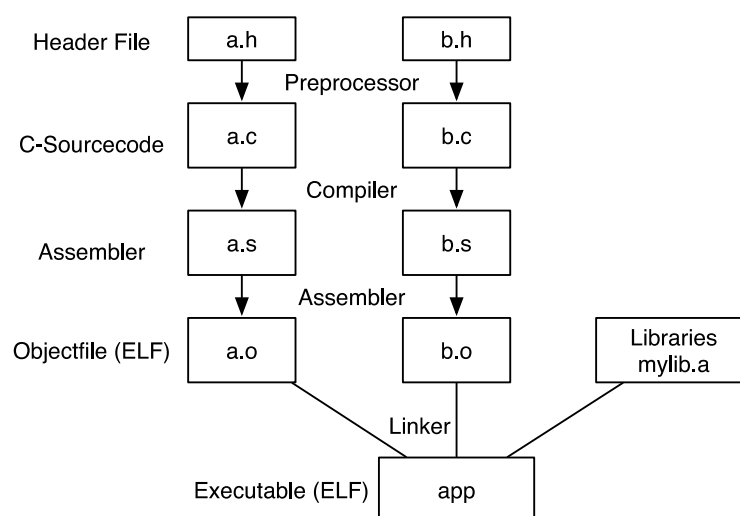 Header File
a.h
b.h
Preprocessor
C-Sourcecode
a.c
b.c
Compiler
Assembler
a.s
b.s
Assembler
Objectfile (ELF)
a.o
b.o
Libraries
mylib.a
Linker
Executable (ELF)
app